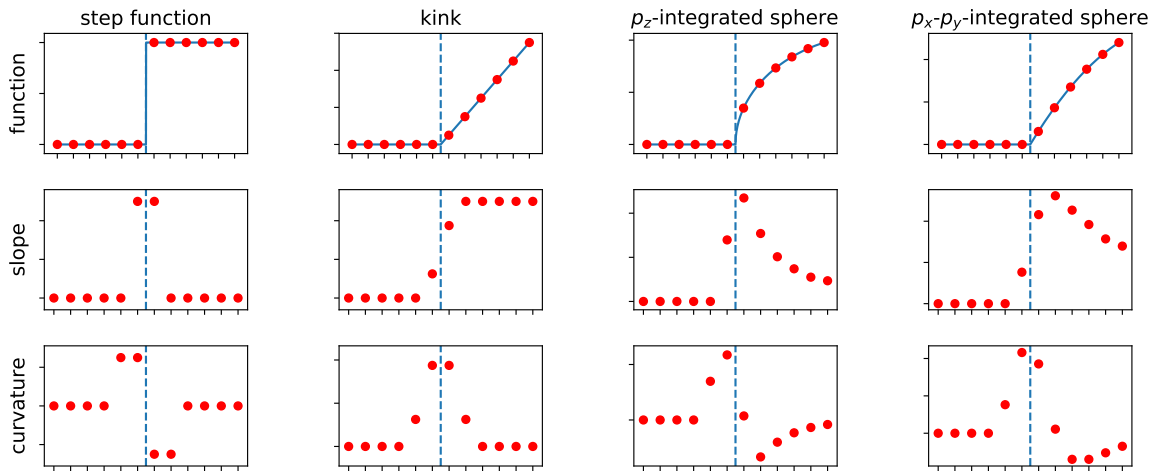 step function
kink
p_z-integrated sphere
p_x-p_y-integrated sphere
function
slope
curvature